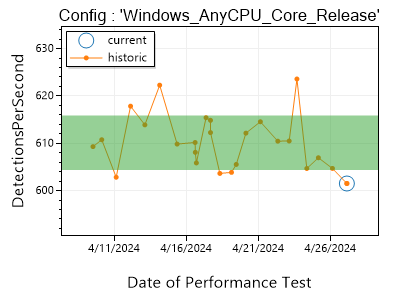 Config : 'Windows_AnyCPU_Core_Release'
current
historic
DetectionsPerSecond
630
620
610
600
4/11/2024
4/16/2024
4/21/2024
4/26/2024
Date of Performance Test